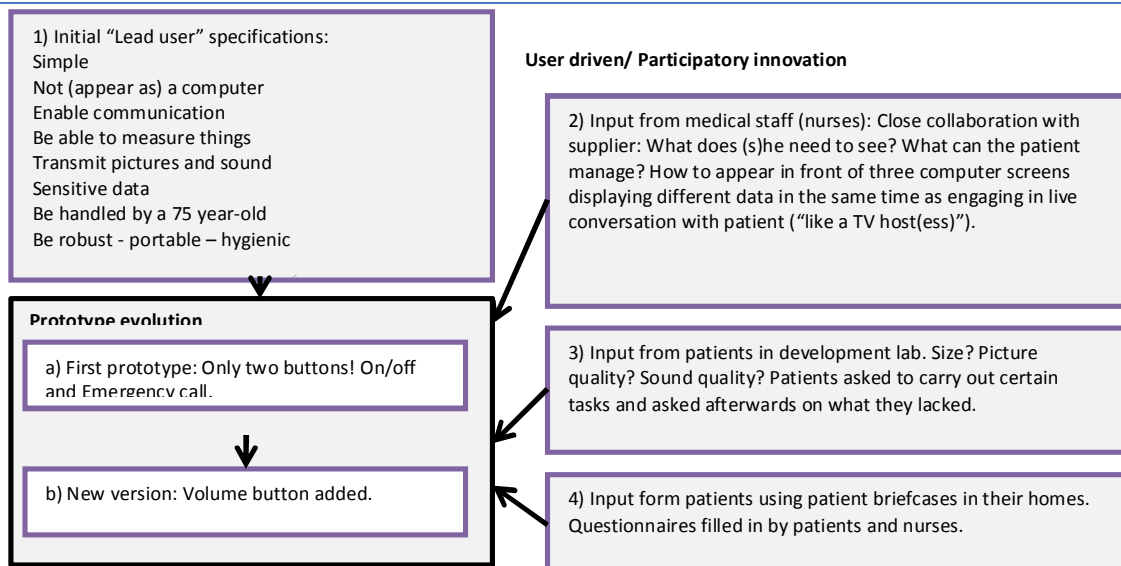 1) Initial “Lead user” specifications:
Simple
Not (appear as) a computer
Enable communication
Be able to measure things
Transmit pictures and sound
Sensitive data
Be handled by a 75 year-old
Be robust - portable – hygienic
User driven/ Participatory innovation
2) Input from medical staff (nurses): Close collaboration with
supplier: What does (s)he need to see? What can the patient
manage? How to appear in front of three computer screens
displaying different data in the same time as engaging in live
conversation with patient (“like a TV host(ess)”).
Prototype evolution
a) First prototype: Only two buttons! On/off
and Emergency call.
b) New version: Volume button added.
3) Input from patients in development lab. Size? Picture
quality? Sound quality? Patients asked to carry out certain
tasks and asked afterwards on what they lacked.
4) Input form patients using patient briefcases in their homes.
Questionnaires filled in by patients and nurses.